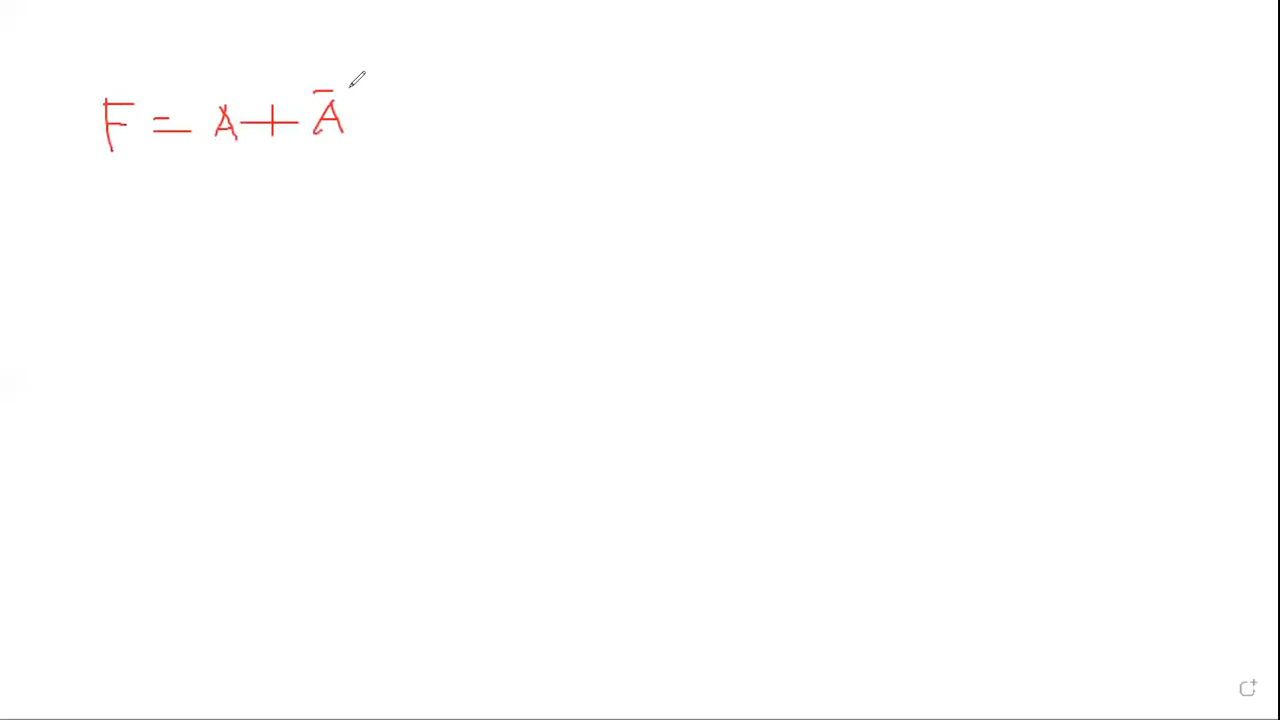 F = A + Ā